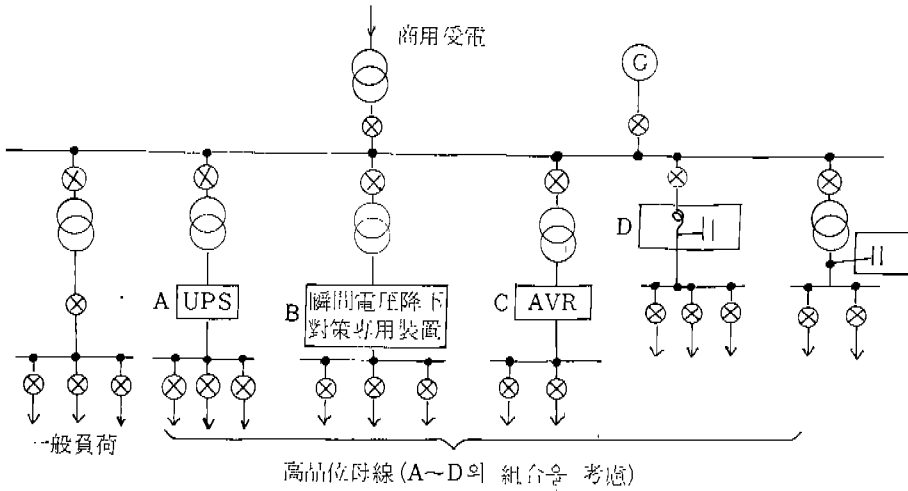 商用受電
G
D
A UPS
B 瞬間電圧降下
對策専用装置
C AVR
一般負荷
高品位母線(A~D의 組合을 考慮)